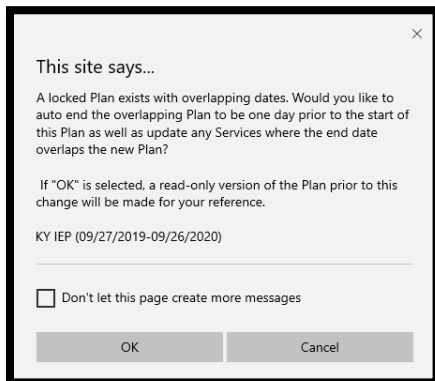 This site says...
A locked Plan exists with overlapping dates. Would you like to
auto end the overlapping Plan to be one day prior to the start of
this Plan as well as update any Services where the end date
overlaps the new Plan?
If "OK" is selected, a read-only version of the Plan prior to this
change will be made for your reference.
KY IEP (09/27/2019-09/26/2020)
Don't let this page create more messages
OK
Cancel